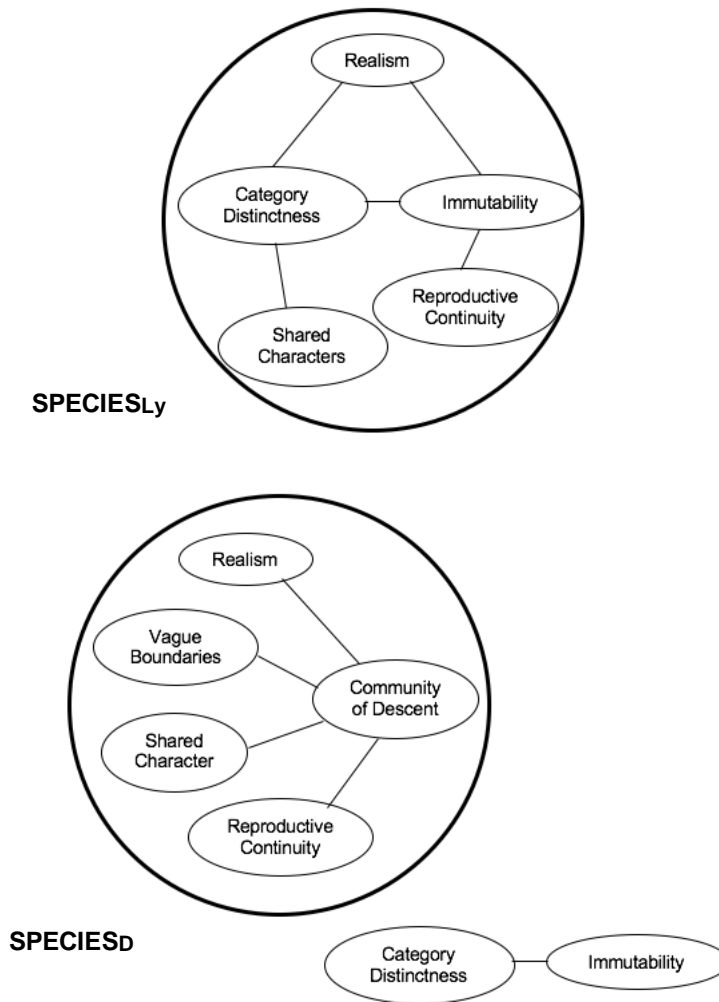 Realism
Category
Distinctness
Immutability
Reproductive
Continuity
Shared
Characters
SPECIESLy
Realism
Vague
Boundaries
Community
of Descent
Shared
Character
Reproductive
Continuity
SPECIESD
Category
Distinctness
Immutability